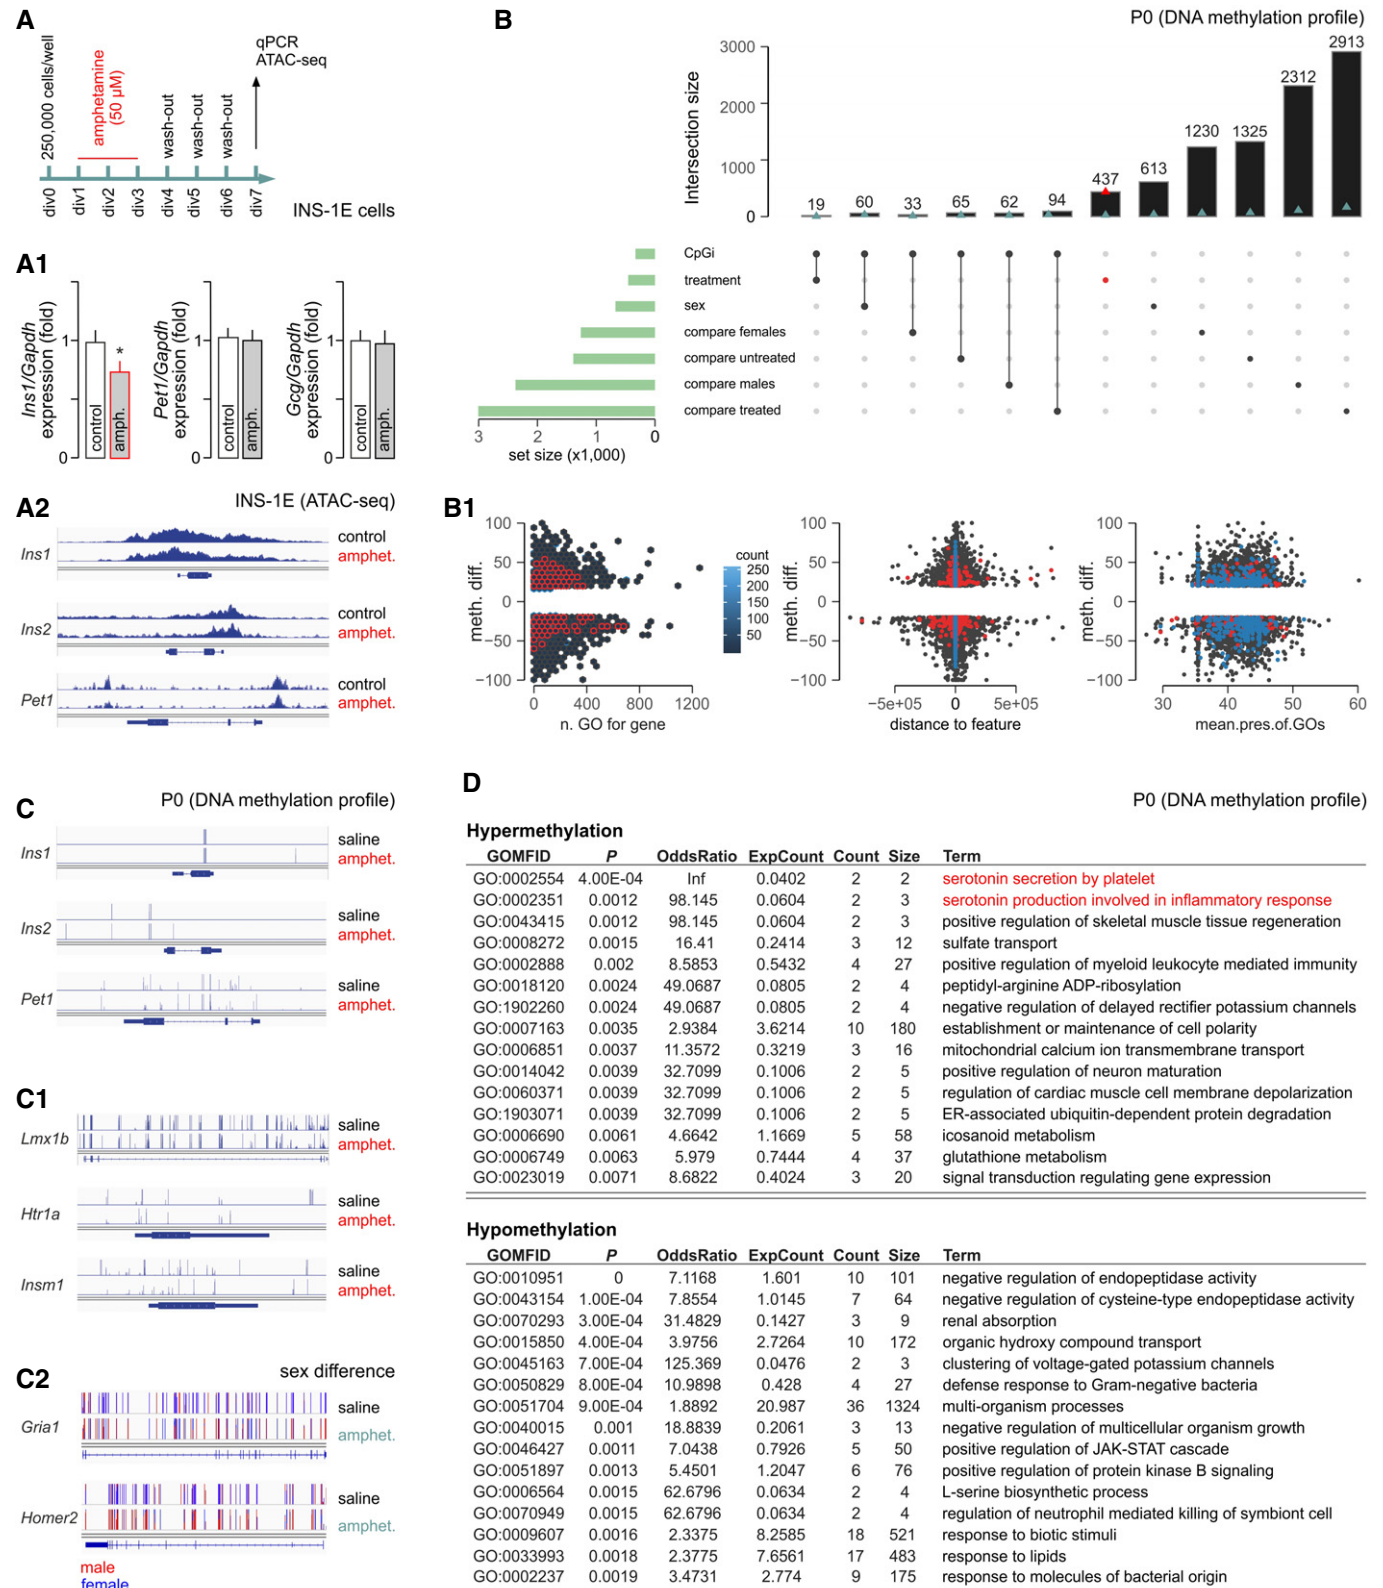 A
250,000 cells/well
amphetamine
(50 µM)
wash-out
wash-out
wash-out
qPCR
ATAC-seq
div0
div1
div2
div3
div4
div5
div6
div7
INS-1E cells
A1
Ins1/Gapdh
expression (fold)
1
0
control
amph.
*
Pet1/Gapdh
expression (fold)
1
0
control
amph.
Gcg/Gapdh
expression (fold)
1
0
control
amph.
A2
INS-1E (ATAC-seq)
Ins1
control
amphet.
Ins2
control
amphet.
Pet1
control
amphet.
B
P0 (DNA methylation profile)
Intersection size
3000
2000
1000
0
19 60 33 65 62 94 437 613 1230 1325 2312 2913
CpGi
treatment
sex
compare females
compare untreated
compare males
compare treated
3 2 1 0
set size (x1,000)
B1
meth. diff.
100
50
0
−50
−100
0 400 800 1200
n. GO for gene
count
250
200
150
100
50
meth. diff.
100
50
0
−50
−100
−5e+05 0 5e+05
distance to feature
meth. diff.
100
50
0
−50
−100
30 40 50 60
mean.pres.of.GOs
C
P0 (DNA methylation profile)
Ins1
saline
amphet.
Ins2
saline
amphet.
Pet1
saline
amphet.
C1
Lmx1b
saline
amphet.
Htr1a
saline
amphet.
Insm1
saline
amphet.
C2
sex difference
Gria1
saline
amphet.
Homer2
saline
amphet.
male
female
D
P0 (DNA methylation profile)
Hypermethylation
GOMFID P OddsRatio ExpCount Count Size Term
GO:0002554 4.00E-04 Inf 0.0402 2 2 serotonin secretion by platelet
GO:0002351 0.0012 98.145 0.0604 2 3 serotonin production involved in inflammatory response
GO:0043415 0.0012 98.145 0.0604 2 3 positive regulation of skeletal muscle tissue regeneration
GO:0008272 0.0015 16.41 0.2414 3 12 sulfate transport
GO:0002888 0.002 8.5853 0.5432 4 27 positive regulation of myeloid leukocyte mediated immunity
GO:0018120 0.0024 49.0687 0.0805 2 4 peptidyl-arginine ADP-ribosylation
GO:1902260 0.0024 49.0687 0.0805 2 4 negative regulation of delayed rectifier potassium channels
GO:0007163 0.0035 2.9384 3.6214 10 180 establishment or maintenance of cell polarity
GO:0006851 0.0037 11.3572 0.3219 3 16 mitochondrial calcium ion transmembrane transport
GO:0014042 0.0039 32.7099 0.1006 2 5 positive regulation of neuron maturation
GO:0060371 0.0039 32.7099 0.1006 2 5 regulation of cardiac muscle cell membrane depolarization
GO:1903071 0.0039 32.7099 0.1006 2 5 ER-associated ubiquitin-dependent protein degradation
GO:0006690 0.0061 4.6642 1.1669 5 58 icosanoid metabolism
GO:0006749 0.0063 5.979 0.7444 4 37 glutathione metabolism
GO:0023019 0.0071 8.6822 0.4024 3 20 signal transduction regulating gene expression
Hypomethylation
GOMFID P OddsRatio ExpCount Count Size Term
GO:0010951 0 7.1168 1.601 10 101 negative regulation of endopeptidase activity
GO:0043154 1.00E-04 7.8554 1.0145 7 64 negative regulation of cysteine-type endopeptidase activity
GO:0070293 3.00E-04 31.4829 0.1427 3 9 renal absorption
GO:0015850 4.00E-04 3.9756 2.7264 10 172 organic hydroxy compound transport
GO:0045163 7.00E-04 125.369 0.0476 2 3 clustering of voltage-gated potassium channels
GO:0050829 8.00E-04 10.9898 0.428 4 27 defense response to Gram-negative bacteria
GO:0051704 9.00E-04 1.8892 20.987 36 1324 multi-organism processes
GO:0040015 0.001 18.8839 0.2061 3 13 negative regulation of multicellular organism growth
GO:0046427 0.0011 7.0438 0.7926 5 50 positive regulation of JAK-STAT cascade
GO:0051897 0.0013 5.4501 1.2047 6 76 positive regulation of protein kinase B signaling
GO:0006564 0.0015 62.6796 0.0634 2 4 L-serine biosynthetic process
GO:0070949 0.0015 62.6796 0.0634 2 4 regulation of neutrophil mediated killing of symbiont cell
GO:0009607 0.0016 2.3375 8.2585 18 521 response to biotic stimuli
GO:0033993 0.0018 2.3775 7.6561 17 483 response to lipids
GO:0002237 0.0019 3.4731 2.774 9 175 response to molecules of bacterial origin